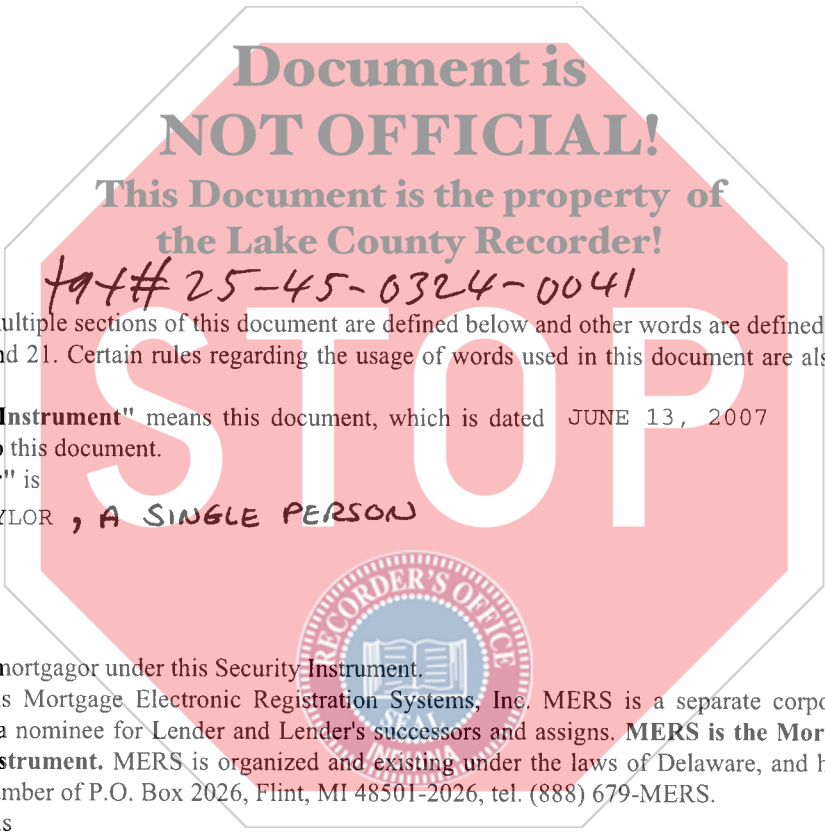 Document is
NOT OFFICIAL!
This Document is the property of
the Lake County Recorder!
tax# 25-45-0324-0041
ultiple sections of this document are defined below and other words are defined
nd 21. Certain rules regarding the usage of words used in this document are als
Instrument" means this document, which is dated JUNE 13, 2007
o this document.
" is
YLOR , A SINGLE PERSON
STOP
RECORDER'S OFFICE
SEAL
INDIANA
mortgagor under this Security Instrument.
is Mortgage Electronic Registration Systems, Inc. MERS is a separate corpo
a nominee for Lender and Lender's successors and assigns. MERS is the Mor
strument. MERS is organized and existing under the laws of Delaware, and h
mber of P.O. Box 2026, Flint, MI 48501-2026, tel. (888) 679-MERS.
is